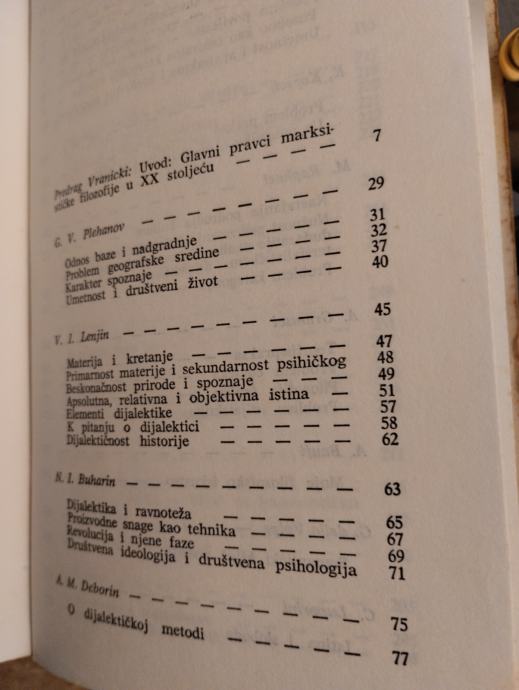 Predrag Vranicki: Uvod: Glavni pravci marksi-
stičke filozofije u XX stoljeću — — — — 7
G. V. Plehanov — — — — — — — — 29
Odnos baze i nadgradnje — — — — — 31
Problem geografske sredine — — — — 32
Karakter spoznaje — — — — — — — 37
Umetnost i društveni život — — — — 40
V. I. Lenjin — — — — — — — — — 45
Materija i kretanje — — — — — — 47
Primarnost materije i sekundarnost psihičkog 48
Beskonačnost prirode i spoznaje — — — 49
Apsolutna, relativna i objektivna istina — 51
Elementi dijalektike — — — — — — 57
K pitanju o dijalektici — — — — — 58
Dijalektičnost historije — — — — — 62
N. I. Buharin — — — — — — — — — 63
Dijalektika i ravnoteža — — — — — 65
Proizvodne snage kao tehnika — — — — 67
Revolucija i njene faze — — — — — 69
Društvena ideologija i društvena psihologija 71
A. M. Deborin — — — — — — — — 75
O dijalektičkoj metodi — — — — — 77